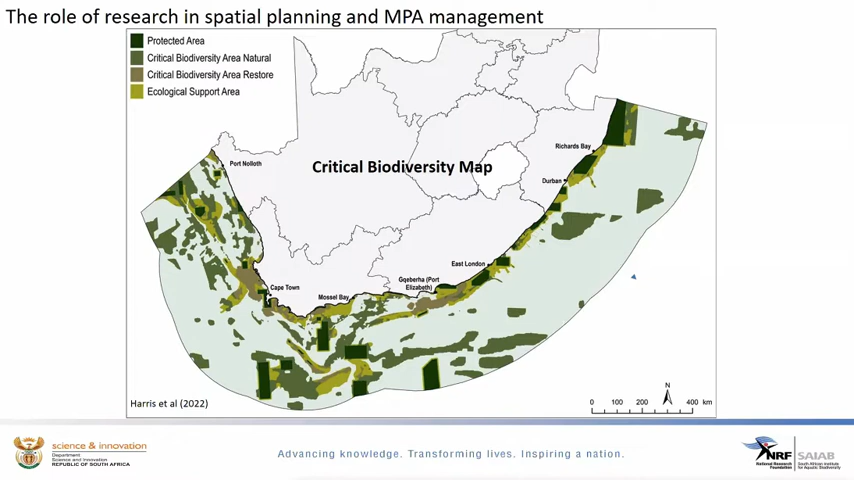 The role of research in spatial planning and MPA management
Protected Area
Critical Biodiversity Area Natural
Critical Biodiversity Area Restore
Ecological Support Area
Richards Bay
Port Nolloth
Critical Biodiversity Map
Durban
East London
Gqeberha (Port
Elizabeth)
Cape Town
Mossel Bay
N
Harris et al (2022)
0 100 200 400 km
science & innovation
Department
Science and Innovation
REPUBLIC OF SOUTH AFRICA
Advancing knowledge. Transforming lives. Inspiring a nation.
NRF
National Research
Foundation
SAIAB
South African Institute
for Aquatic Biodiversity